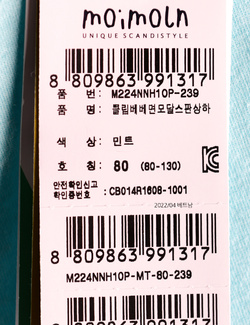 moimoln
UNIQUE SCANDISTYLE
8 809863 991317
품 번 : M224NNH10P-239
품 명 : 클립베베면모달스판상하
색 상 : 민트
호 칭 : 80 (80-130)
안전확인신고
확인증번호 : CB014R1608-1001
2022/04 베트남
8 809863 991317
M224NNH10P-MT-80-239